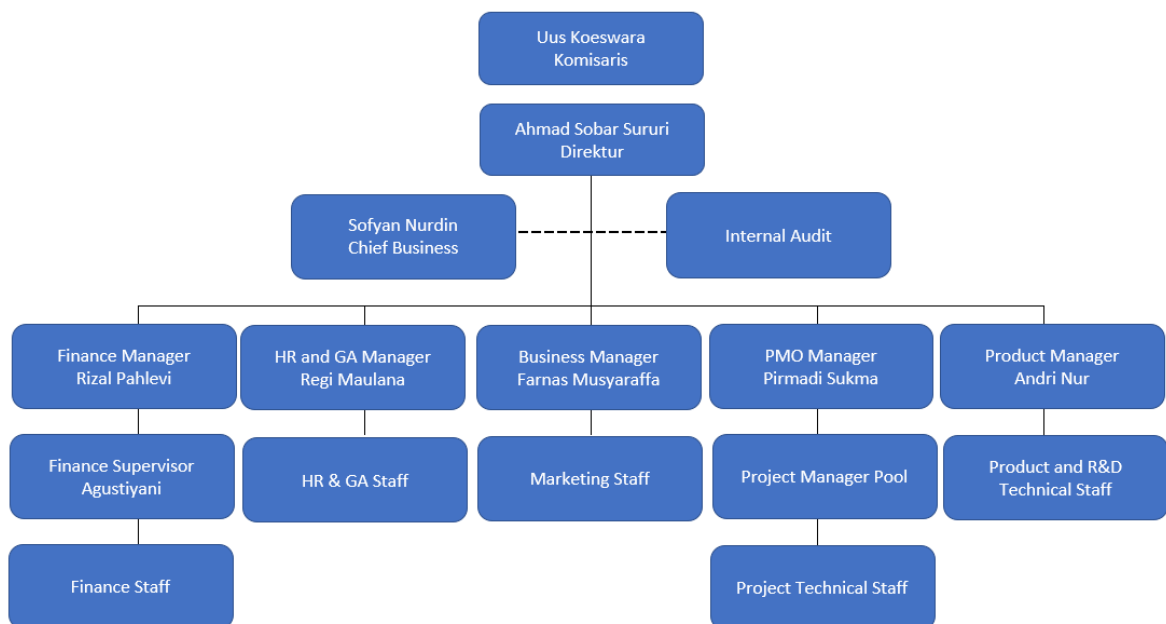 Uus Koeswara
Komisaris
Ahmad Sobar Sururi
Direktur
Sofyan Nurdin
Chief Business
Internal Audit
Finance Manager
Rizal Pahlevi
HR and GA Manager
Regi Maulana
Business Manager
Farnas Musyaraffa
PMO Manager
Pirmadi Sukma
Product Manager
Andri Nur
Finance Supervisor
Agustiyani
HR & GA Staff
Marketing Staff
Project Manager Pool
Product and R&D
Technical Staff
Finance Staff
Project Technical Staff